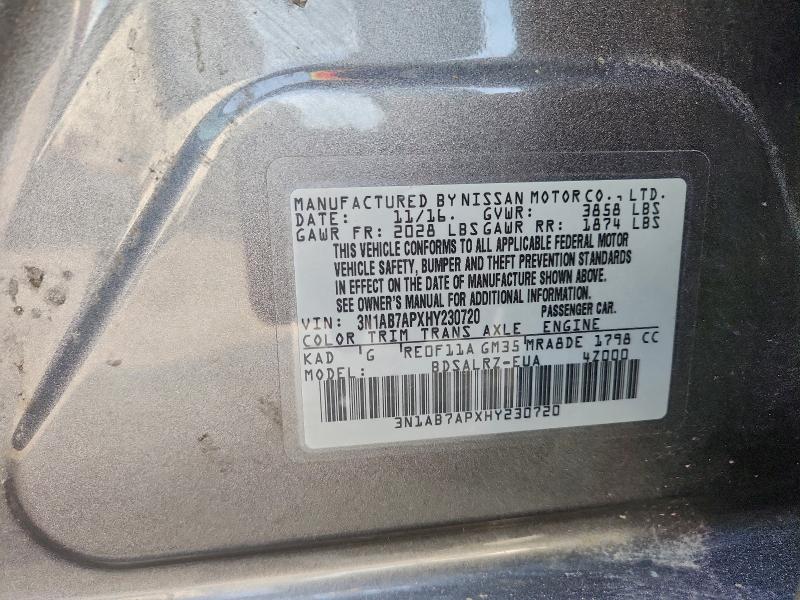 MANUFACTURED BY NISSAN MOTOR CO., LTD.
DATE: 11/16. GVWR: 3858 LBS
GAWR FR: 2028 LBS GAWR RR: 1874 LBS
THIS VEHICLE CONFORMS TO ALL APPLICABLE FEDERAL MOTOR
VEHICLE SAFETY, BUMPER AND THEFT PREVENTION STANDARDS
IN EFFECT ON THE DATE OF MANUFACTURE SHOWN ABOVE.
SEE OWNER'S MANUAL FOR ADDITIONAL INFORMATION.
VIN: 3N1AB7APXHY230720 PASSENGER CAR.
COLOR TRIM TRANS AXLE ENGINE
KAD G RE0F11A GM35 MRA8DE 1798 CC
MODEL: BDSALRZ-EUA 4Z000
3N1AB7APXHY230720